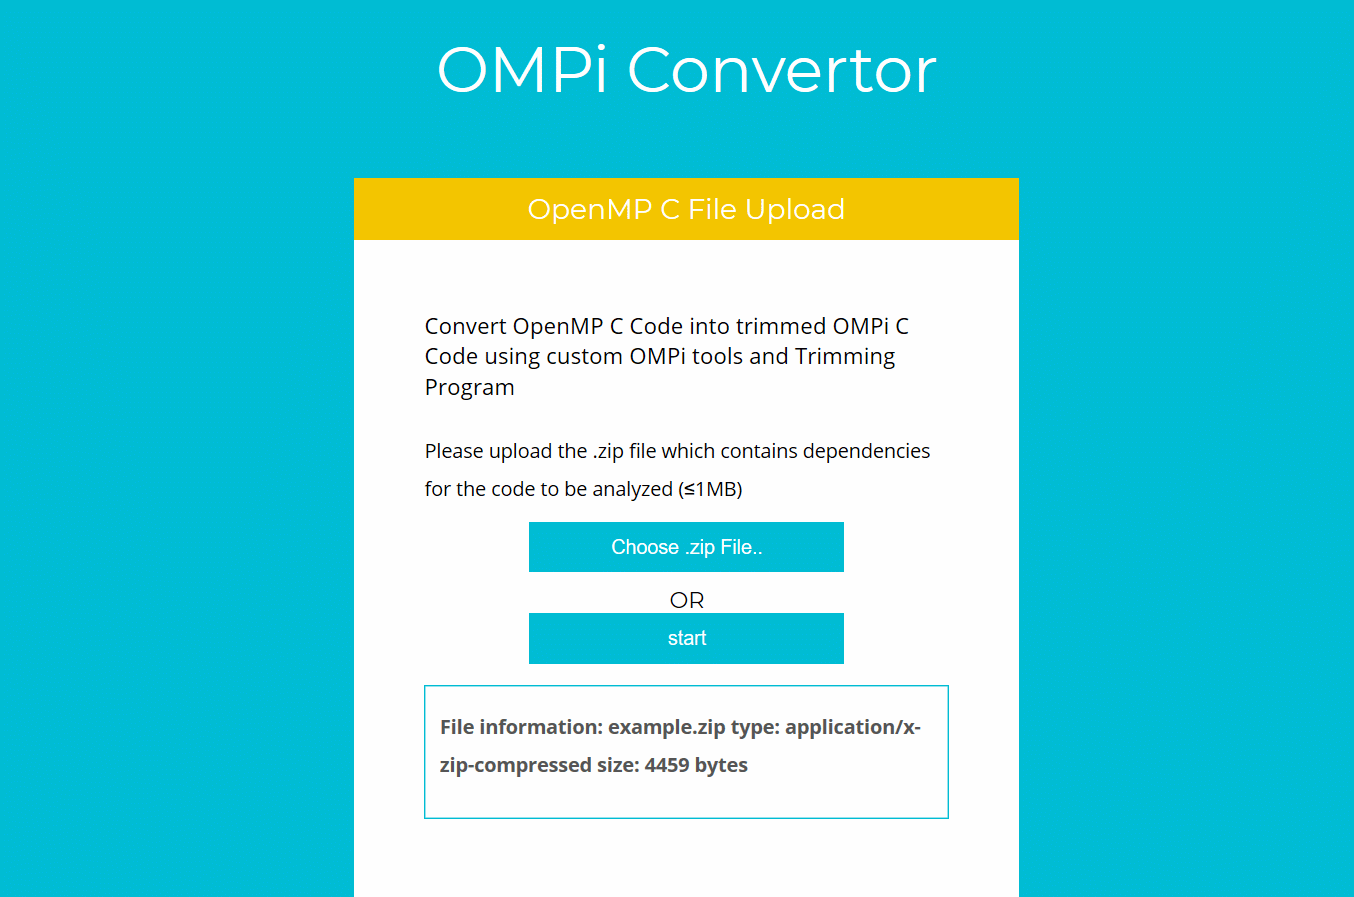 OMPi Convertor
OpenMP C File Upload
Convert OpenMP C Code into trimmed OMPi C
Code using custom OMPi tools and Trimming
Program
Please upload the .zip file which contains dependencies
for the code to be analyzed (≤1MB)
Choose .zip File..
OR
start
File information: example.zip type: application/x-
zip-compressed size: 4459 bytes